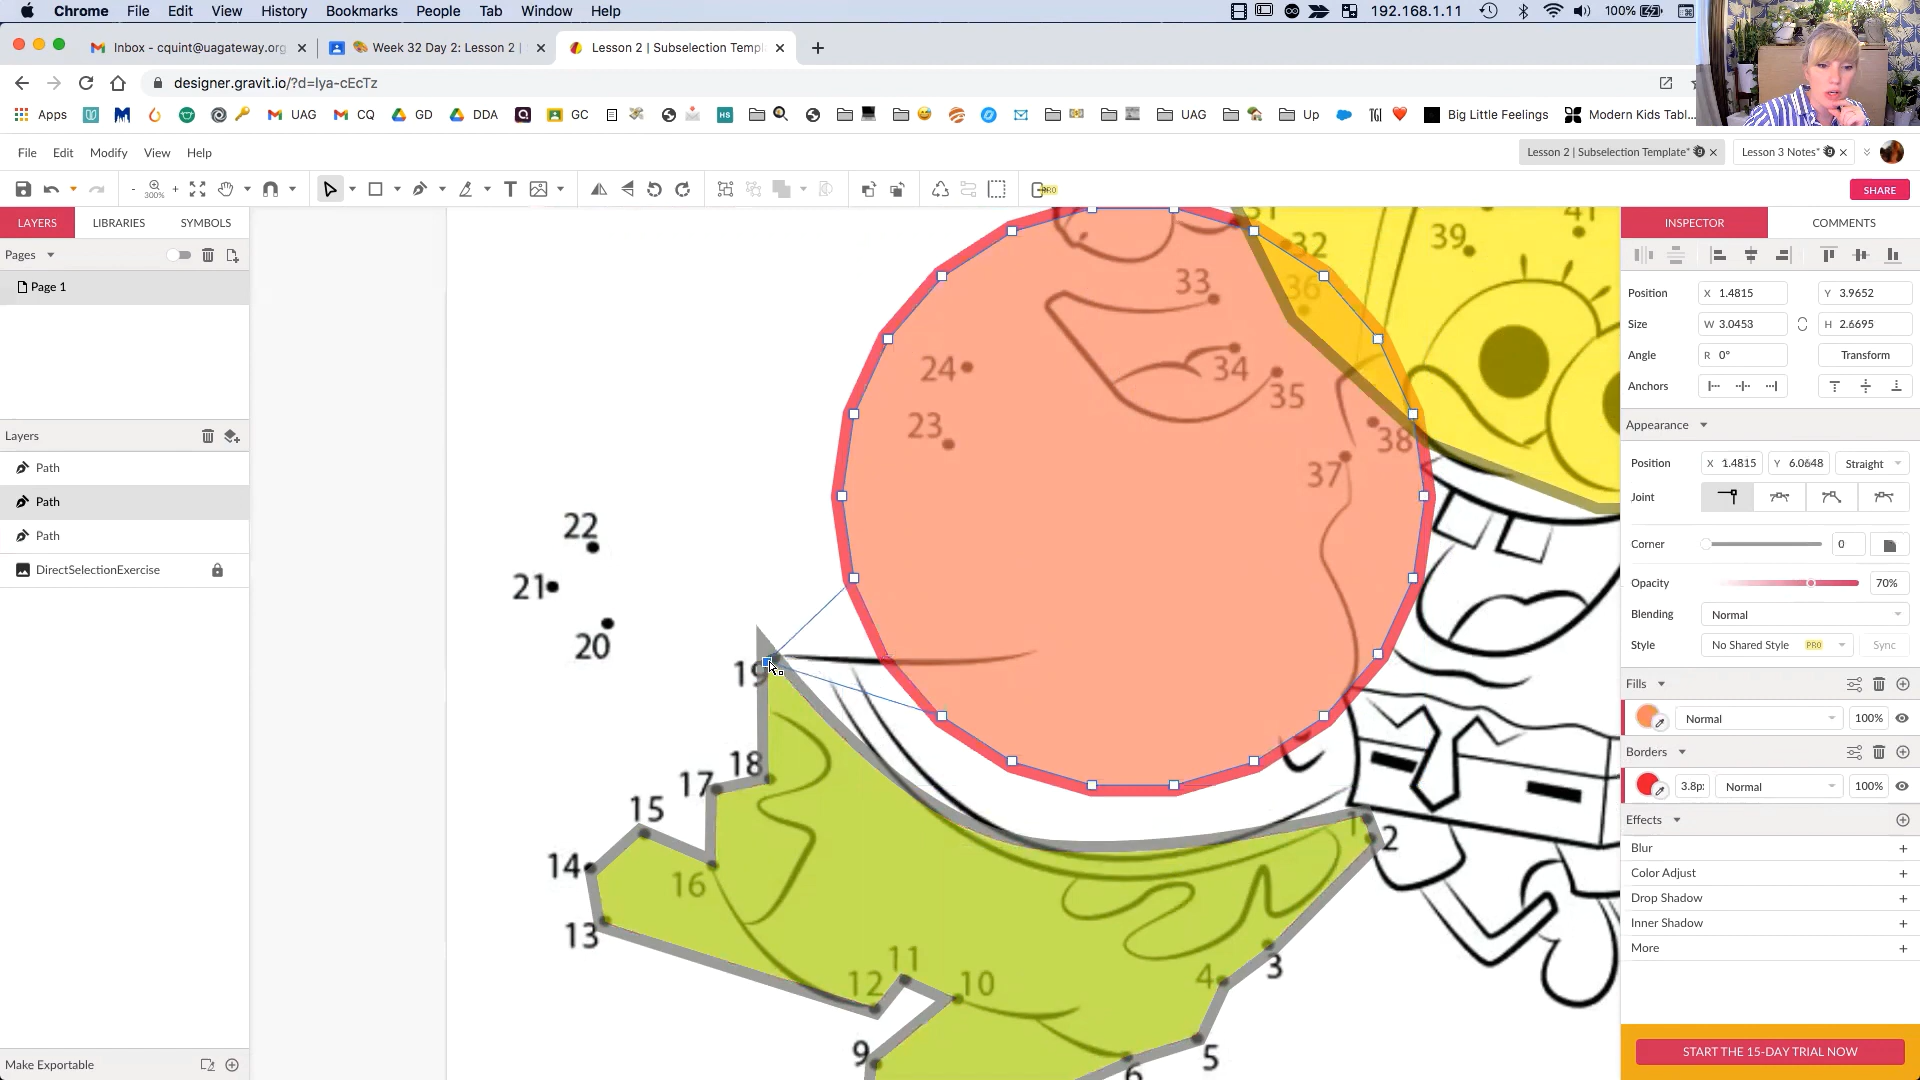 Chrome File Edit View History Bookmarks People Tab Window Help 192.168.1.11 100%
Inbox - cquint@uagateway.org Week 32 Day 2: Lesson 2 | Lesson 2 | Subselection Templ
designer.gravit.io/?d=Iya-cEcTz
Apps UAG CQ GD DDA GC HS UAG Up Big Little Feelings Modern Kids Tabl...
File Edit Modify View Help Lesson 2 | Subselection Template* Lesson 3 Notes*
300% PRO SHARE
LAYERS LIBRARIES SYMBOLS INSPECTOR COMMENTS
Pages
Page 1
Layers
Path
Path
Path
DirectSelectionExercise
Make Exportable
31
41
32
39
33
36
24
34
35
23
38
37
22
21
20
19
18
17
15
14
16
13
11
12
10
9
1
2
3
4
5
6
Position X 1.4815 Y 3.9652
Size W 3.0453 H 2.6695
Angle R 0° Transform
Anchors
Appearance
Position X 1.4815 Y 6.0648 Straight
Joint
Corner 0
Opacity 70%
Blending Normal
Style No Shared Style PRO Sync
Fills
Normal 100%
Borders
3.8p: Normal 100%
Effects
Blur +
Color Adjust +
Drop Shadow +
Inner Shadow +
More +
START THE 15-DAY TRIAL NOW